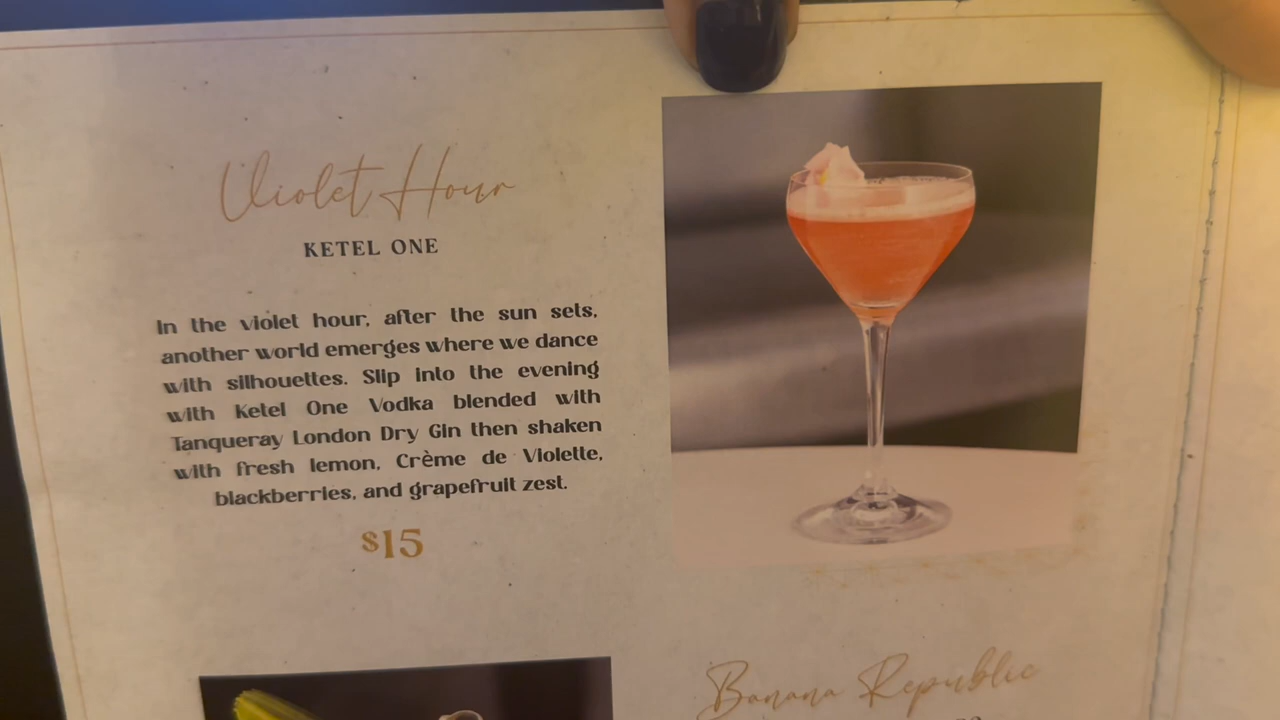 Violet Hour
KETEL ONE
In the violet hour, after the sun sets,
another world emerges where we dance
with silhouettes. Slip into the evening
with Ketel One Vodka blended with
Tanqueray London Dry Gin then shaken
with fresh lemon, Crème de Violette,
blackberries, and grapefruit zest.
$15
Banana Republic